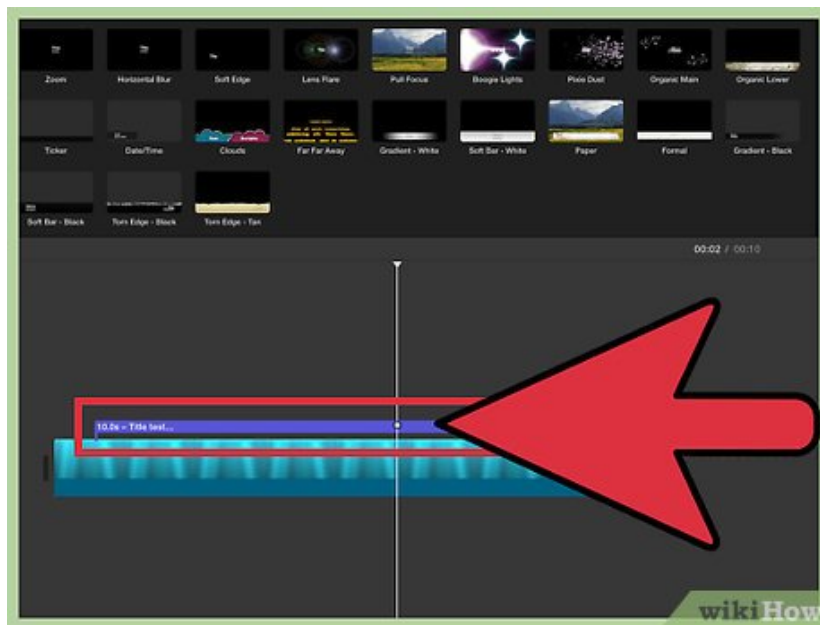 Zoom
Horizontal Blur
Soft Edge
Lens Flare
Pull Focus
Boogie Lights
Pixie Dust
Organic Main
Organic Lower
Ticker
Date/Time
Clouds
Far Far Away
Gradient - White
Soft Bar - White
Paper
Formal
Gradient - Black
Soft Bar - Black
Torn Edge - Black
Torn Edge - Tan
00:02 / 00:10
10.0s – Title text...
wikiHow